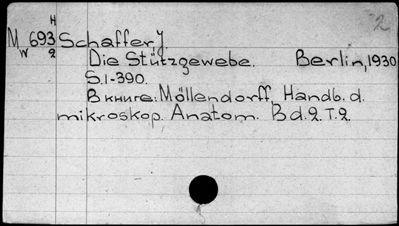 H 2
M 693 Schaffer J.
W 2 Die Stützgewebe. Berlin, 1930
S.1-390.
В книге: Möllendorff, Handb. d.
mikroskop. Anatom. Bd. 2. T. 2.